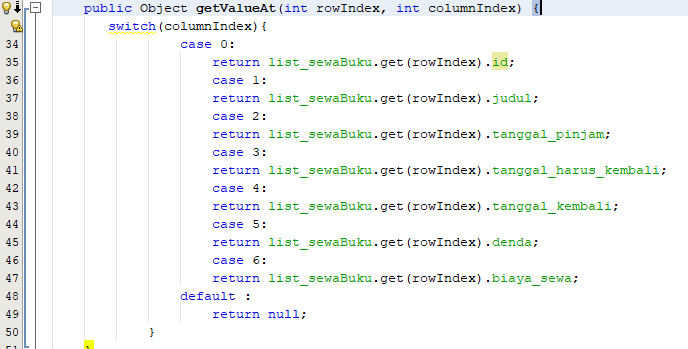 public Object getValueAt(int rowIndex, int columnIndex) {
switch(columnIndex){
34 case 0:
35 return list_sewaBuku.get(rowIndex).id;
36 case 1:
37 return list_sewaBuku.get(rowIndex).judul;
38 case 2:
39 return list_sewaBuku.get(rowIndex).tanggal_pinjam;
40 case 3:
41 return list_sewaBuku.get(rowIndex).tanggal_harus_kembali;
42 case 4:
43 return list_sewaBuku.get(rowIndex).tanggal_kembali;
44 case 5:
45 return list_sewaBuku.get(rowIndex).denda;
46 case 6:
47 return list_sewaBuku.get(rowIndex).biaya_sewa;
48 default :
49 return null;
50 }
51 }